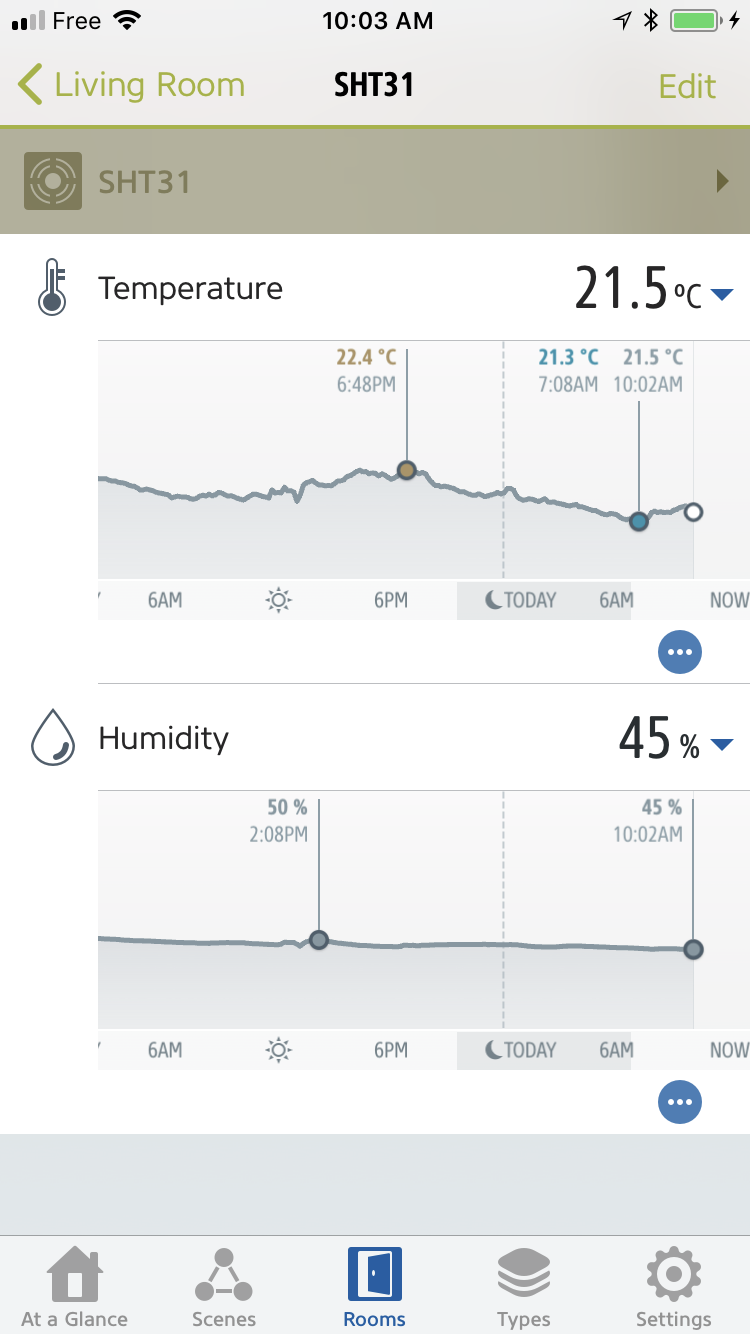 Free 10:03 AM
Living Room SHT31 Edit
SHT31
Temperature 21.5 °C
22.4 °C 21.3 °C 21.5 °C
6:48PM 7:08AM 10:02AM
6AM 6PM TODAY 6AM NOW
Humidity 45 %
50 % 45 %
2:08PM 10:02AM
6AM 6PM TODAY 6AM NOW
At a Glance Scenes Rooms Types Settings